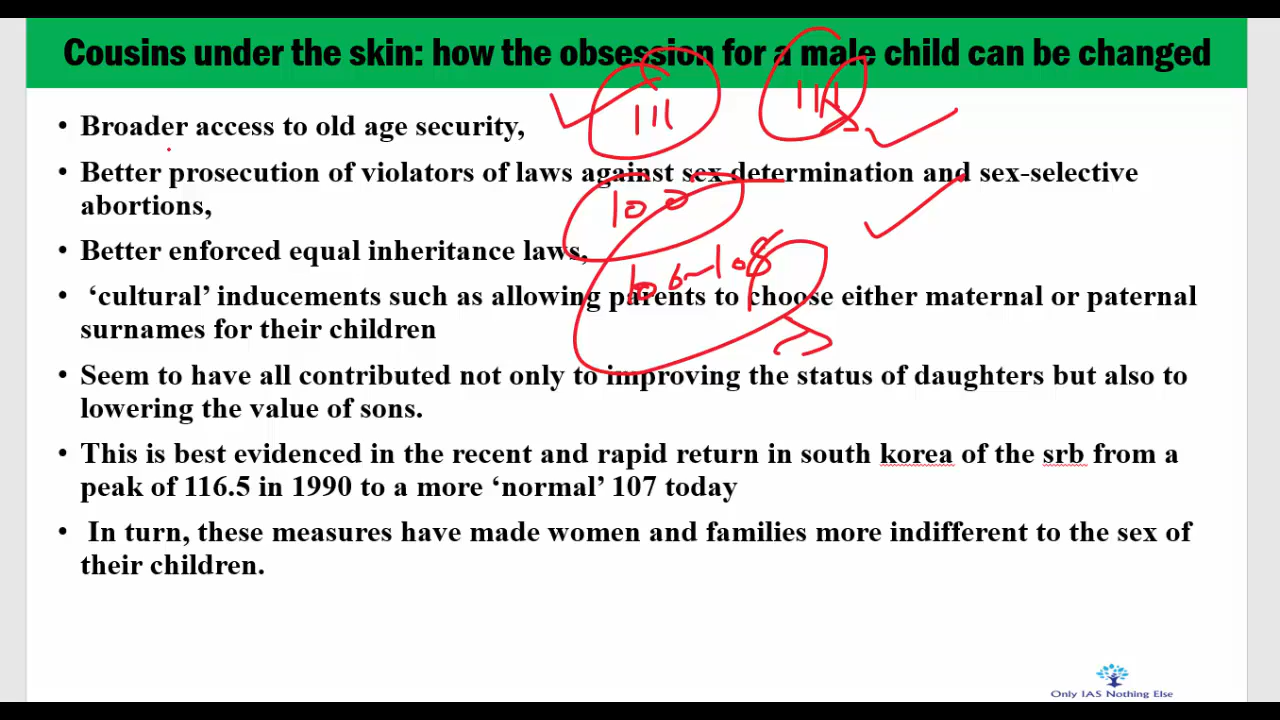 Cousins under the skin: how the obsession for a male child can be changed
• Broader access to old age security,
111
111
• Better prosecution of violators of laws against sex determination and sex-selective
abortions,
100
• Better enforced equal inheritance laws,
106-108
• ‘cultural’ inducements such as allowing parents to choose either maternal or paternal
surnames for their children
• Seem to have all contributed not only to improving the status of daughters but also to
lowering the value of sons.
• This is best evidenced in the recent and rapid return in south korea of the srb from a
peak of 116.5 in 1990 to a more ‘normal’ 107 today
• In turn, these measures have made women and families more indifferent to the sex of
their children.
Only IAS Nothing Else